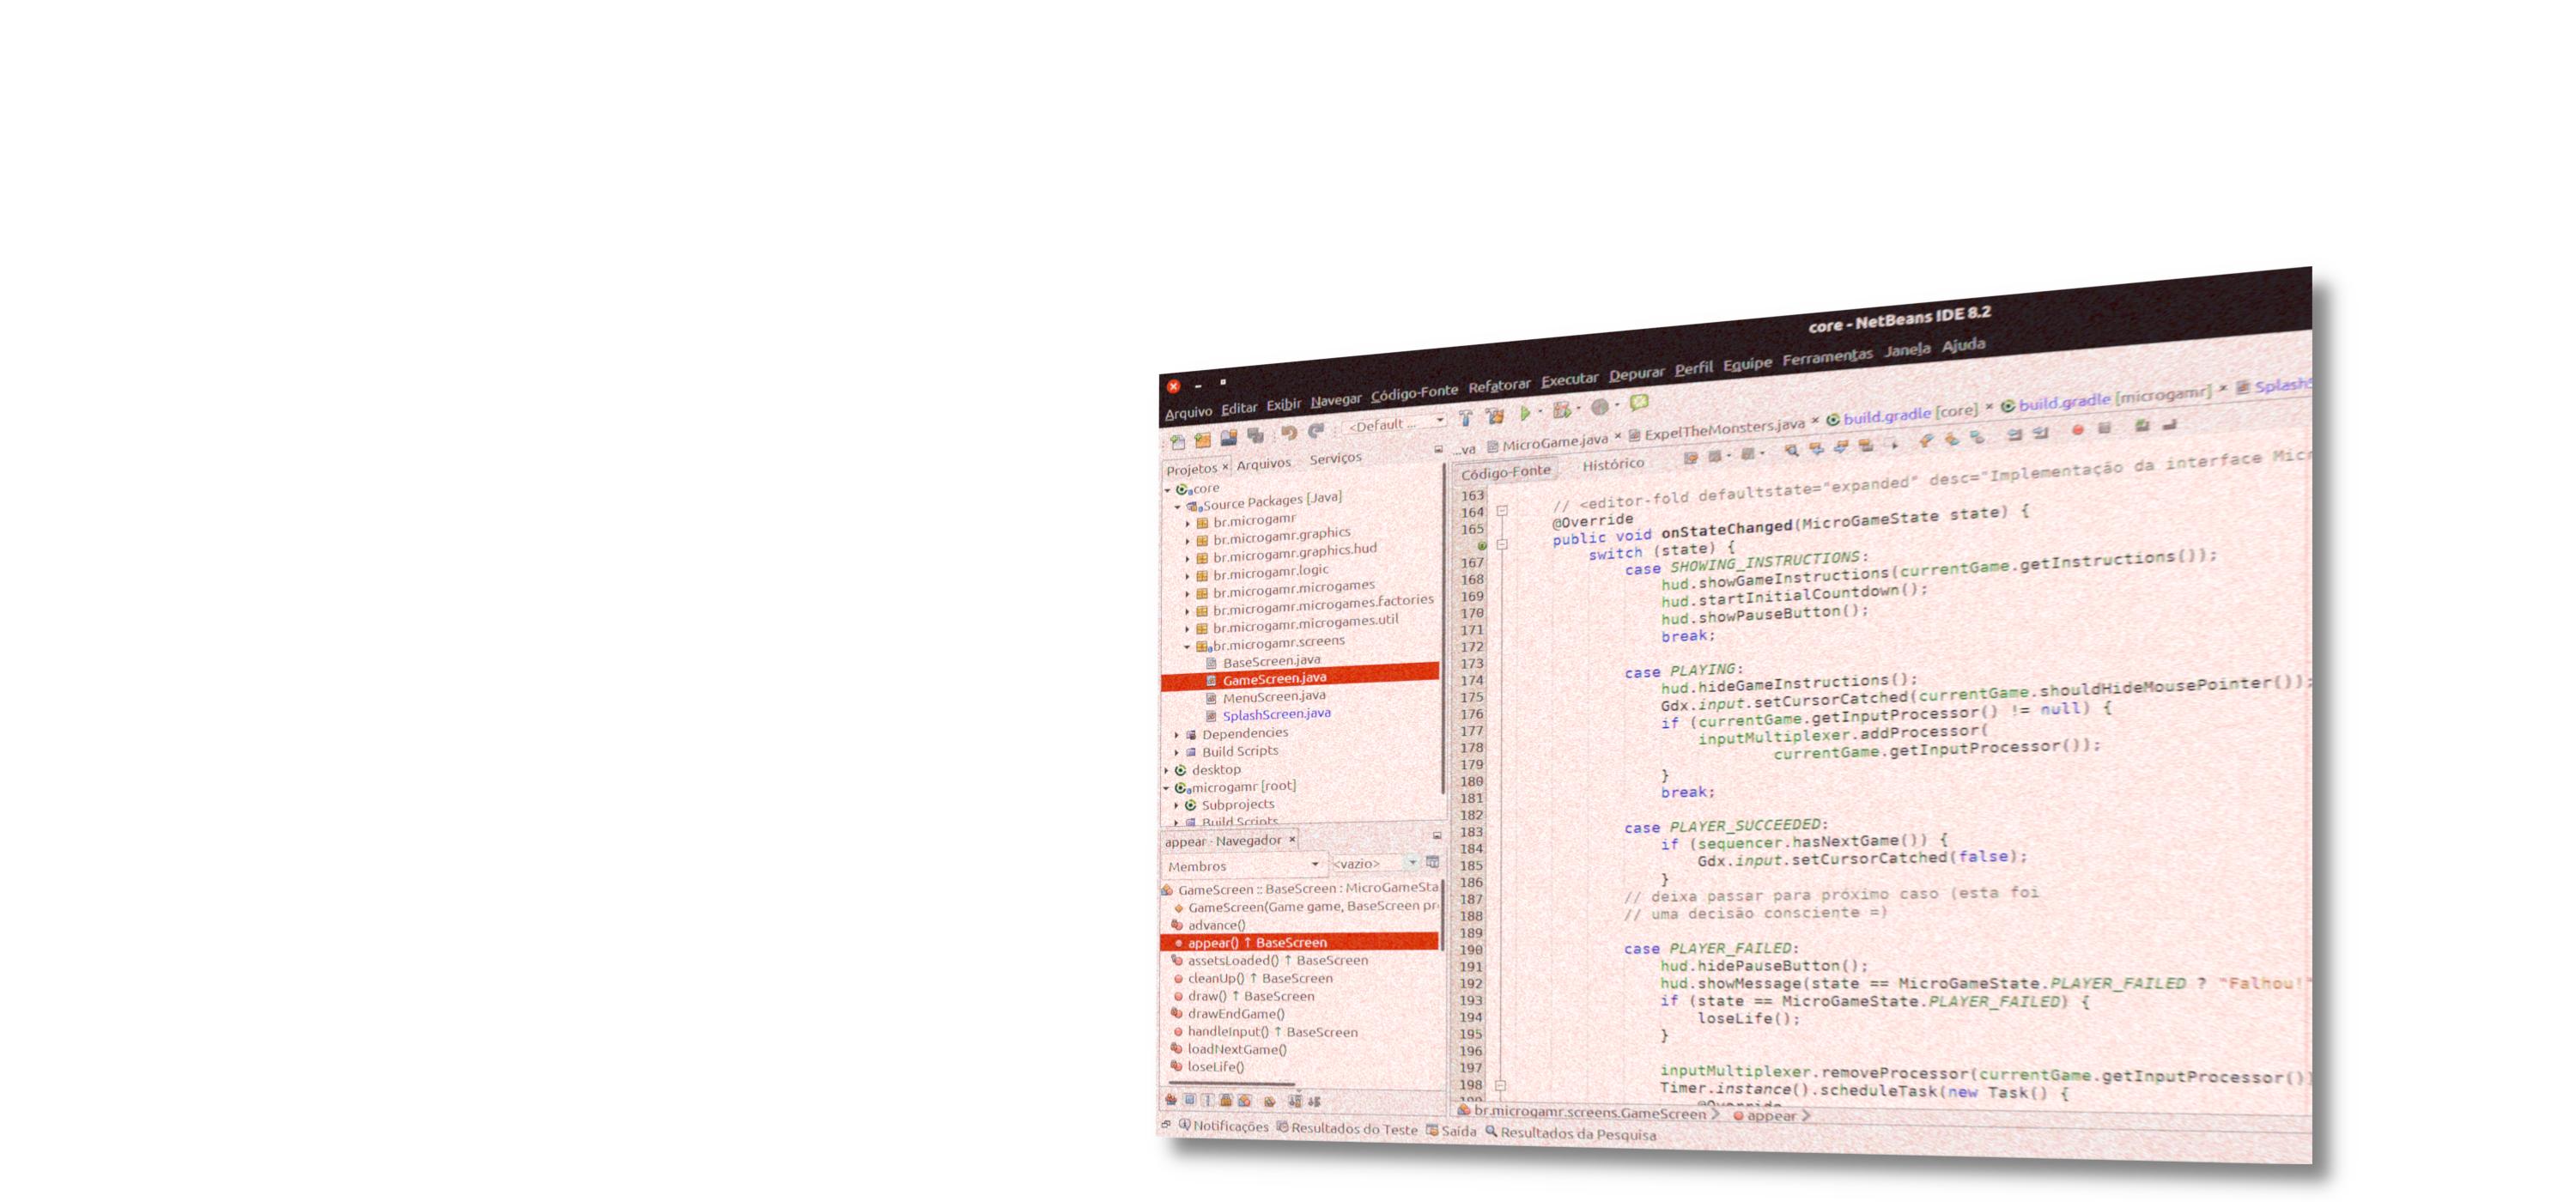 core - NetBeans IDE 8.2
Arquivo Editar Exibir Navegar Código-Fonte Refatorar Executar Depurar Perfil Equipe Ferramentas Janela Ajuda
<Default ...
Projetos × Arquivos Serviços
core
Source Packages [Java]
br.microgamr
br.microgamr.graphics
br.microgamr.graphics.hud
br.microgamr.logic
br.microgamr.microgames
br.microgamr.microgames.factories
br.microgamr.microgames.util
br.microgamr.screens
BaseScreen.java
GameScreen.java
MenuScreen.java
SplashScreen.java
Dependencies
Build Scripts
desktop
microgamr [root]
Subprojects
Build Scripts
appear - Navegador ×
Membros <vazio>
GameScreen :: BaseScreen : MicroGameSta
GameScreen(Game game, BaseScreen pr
advance()
appear() ↑ BaseScreen
assetsLoaded() ↑ BaseScreen
cleanUp() ↑ BaseScreen
draw() ↑ BaseScreen
drawEndGame()
handleInput() ↑ BaseScreen
loadNextGame()
loseLife()
...va MicroGame.java × ExpelTheMonsters.java × build.gradle [core] × build.gradle [microgamr] × Splash
Código-Fonte Histórico
163
164 // <editor-fold defaultstate="expanded" desc="Implementação da interface Micr
165 @Override
public void onStateChanged(MicroGameState state) {
167 switch (state) {
168 case SHOWING_INSTRUCTIONS:
169 hud.showGameInstructions(currentGame.getInstructions());
170 hud.startInitialCountdown();
171 hud.showPauseButton();
172 break;
173
174 case PLAYING:
175 hud.hideGameInstructions();
176 Gdx.input.setCursorCatched(currentGame.shouldHideMousePointer());
177 if (currentGame.getInputProcessor() != null) {
178 inputMultiplexer.addProcessor(
179 currentGame.getInputProcessor());
180 }
181 break;
182
183 case PLAYER_SUCCEEDED:
184 if (sequencer.hasNextGame()) {
185 Gdx.input.setCursorCatched(false);
186 }
187 // deixa passar para próximo caso (esta foi
188 // uma decisão consciente =)
189
190 case PLAYER_FAILED:
191 hud.hidePauseButton();
192 hud.showMessage(state == MicroGameState.PLAYER_FAILED ? "Falhou!"
193 if (state == MicroGameState.PLAYER_FAILED) {
194 loseLife();
195 }
196
197 inputMultiplexer.removeProcessor(currentGame.getInputProcessor())
198 Timer.instance().scheduleTask(new Task() {
199 @Override
br.microgamr.screens.GameScreen appear
Notificações Resultados do Teste Saída Resultados da Pesquisa